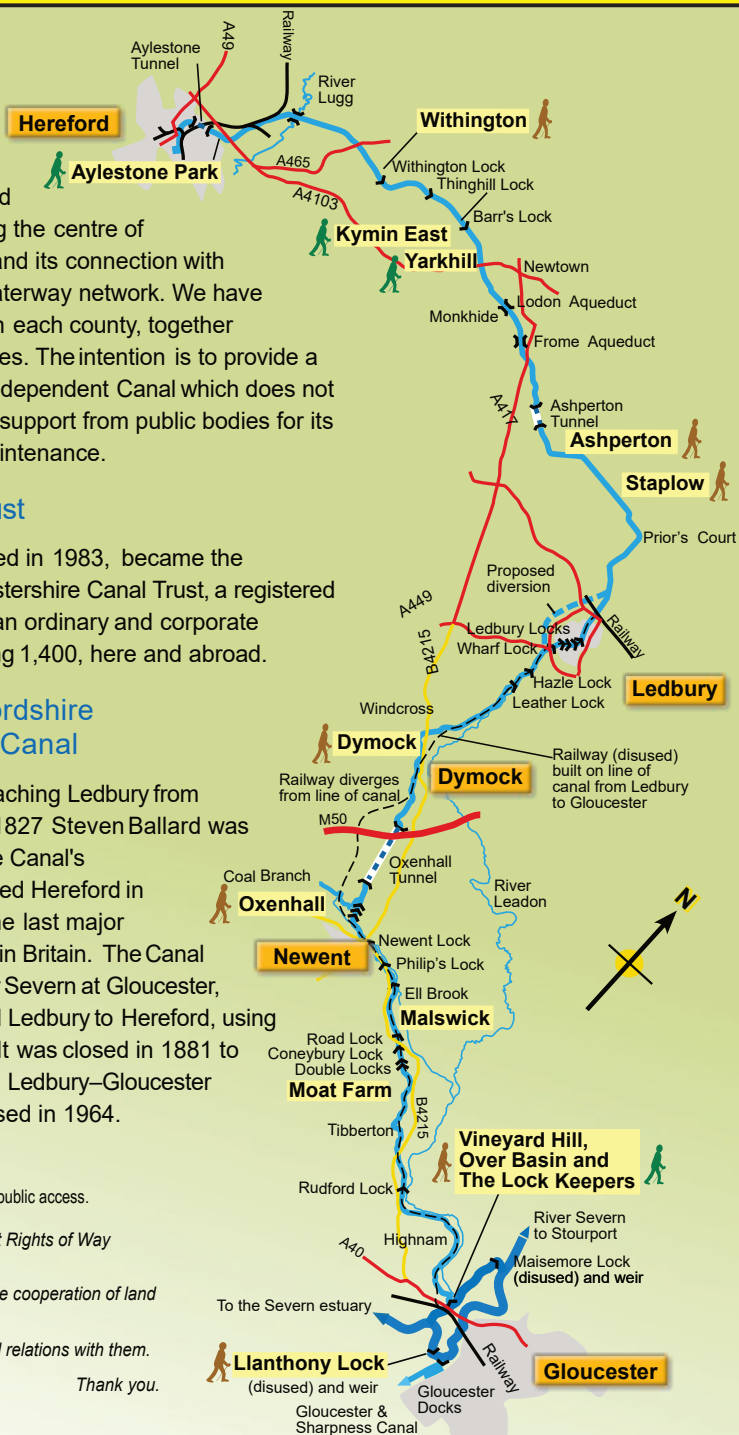 Aylestone
Tunnel
A49
Railway
River
Lugg
Hereford
Withington
Aylestone Park
A465
A4103
Withington Lock
Thinghill Lock
Barr's Lock
Kymin East
Yarkhill
Newtown
Lodon Aqueduct
Monkhide
Frome Aqueduct
A417
Ashperton
Tunnel
Ashperton
Staplow
Prior's Court
Proposed
diversion
A449
B4215
Ledbury Locks
Wharf Lock
Railway
Hazle Lock
Leather Lock
Ledbury
Windcross
Dymock
Dymock
Railway (disused)
built on line of
canal from Ledbury
to Gloucester
Railway diverges
from line of canal
M50
Oxenhall
Tunnel
Coal Branch
Oxenhall
River
Leadon
N
Newent
Newent Lock
Philip's Lock
Ell Brook
Malswick
Road Lock
Coneybury Lock
Double Locks
Moat Farm
B4215
Tibberton
Vineyard Hill,
Over Basin and
The Lock Keepers
Rudford Lock
River Severn
to Stourport
Highnam
A40
Maisemore Lock
(disused) and weir
To the Severn estuary
Llanthony Lock
(disused) and weir
Railway
Gloucester
Gloucester
Docks
Gloucester &
Sharpness Canal
d
g the centre of
and its connection with
terway network. We have
n each county, together
es. The intention is to provide a
dependent Canal which does not
support from public bodies for its
intenance.
ust
ed in 1983, became the
stershire Canal Trust, a registered
an ordinary and corporate
ng 1,400, here and abroad.
rdshire
Canal
aching Ledbury from
1827 Steven Ballard was
e Canal's
ed Hereford in
he last major
in Britain. The Canal
r Severn at Gloucester,
d Ledbury to Hereford, using
It was closed in 1881 to
Ledbury–Gloucester
sed in 1964.
public access.
t Rights of Way
e cooperation of land
d relations with them.
Thank you.